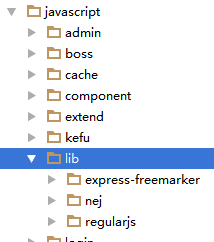 javascript
admin
boss
cache
component
extend
kefu
lib
express-freemarker
nej
regularjs